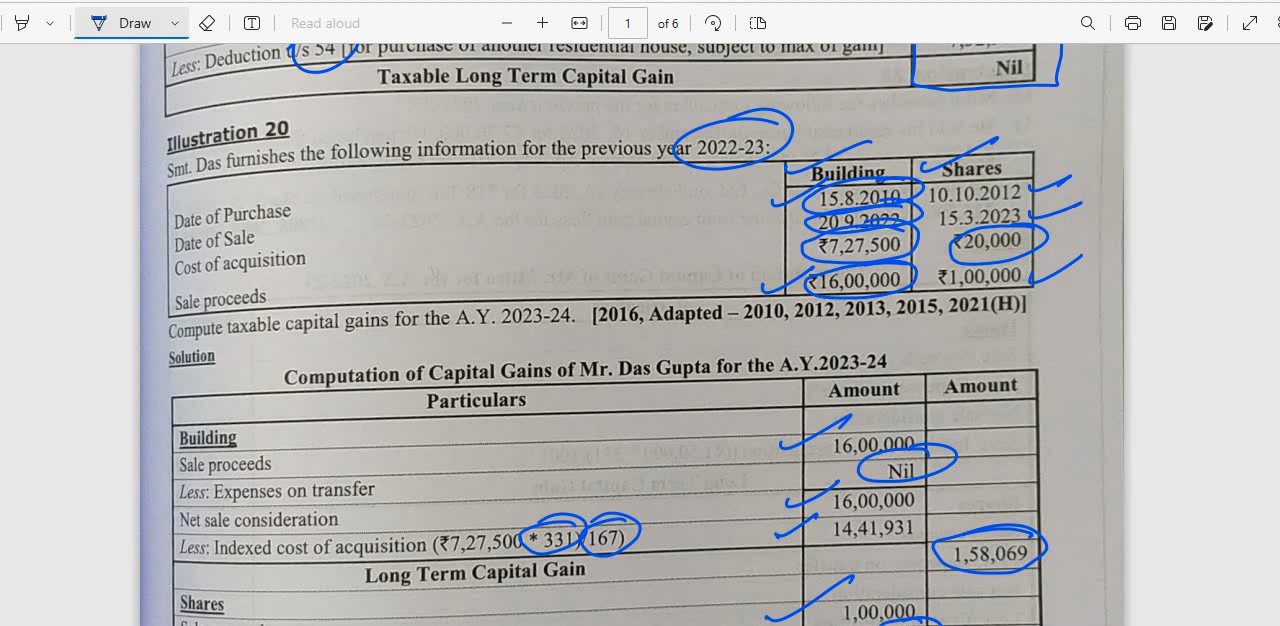 Draw
Read aloud
1 of 6
Less: Deduction u/s 54 [for purchase of another residential house, subject to max of gain]
Taxable Long Term Capital Gain Nil
Illustration 20
Smt. Das furnishes the following information for the previous year 2022-23:
Building Shares
Date of Purchase 15.8.2010 10.10.2012
Date of Sale 20.9.2022 15.3.2023
Cost of acquisition ₹7,27,500 ₹20,000
Sale proceeds ₹16,00,000 ₹1,00,000
Compute taxable capital gains for the A.Y. 2023-24. [2016, Adapted – 2010, 2012, 2013, 2015, 2021(H)]
Solution
Computation of Capital Gains of Mr. Das Gupta for the A.Y.2023-24
Particulars Amount Amount
Building
Sale proceeds 16,00,000
Less: Expenses on transfer Nil
Net sale consideration 16,00,000
Less: Indexed cost of acquisition (₹7,27,500 * 331/167) 14,41,931
Long Term Capital Gain 1,58,069
Shares
1,00,000